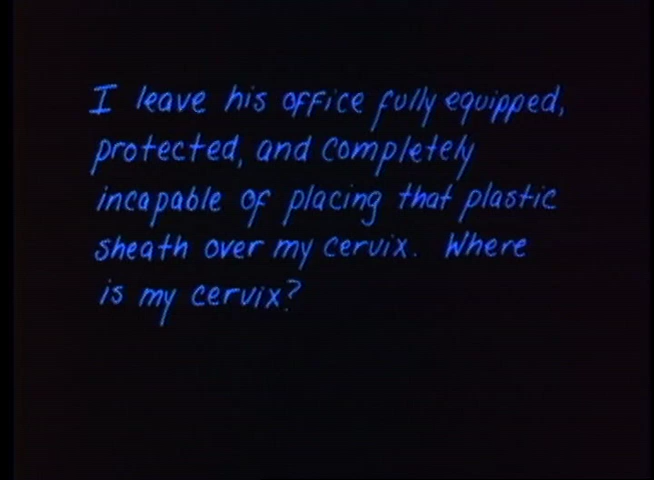 I leave his office fully equipped,
protected, and completely
incapable of placing that plastic
sheath over my cervix. Where
is my cervix?